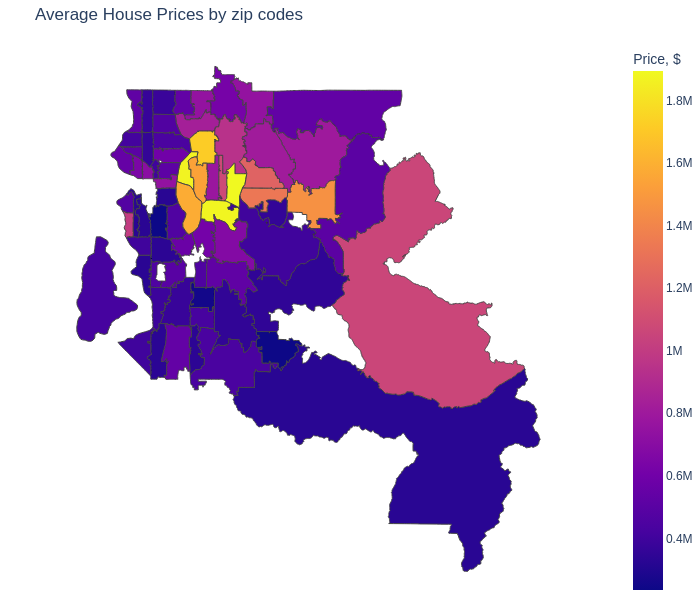 Average House Prices by zip codes
Price, $
1.8M
1.6M
1.4M
1.2M
1M
0.8M
0.6M
0.4M